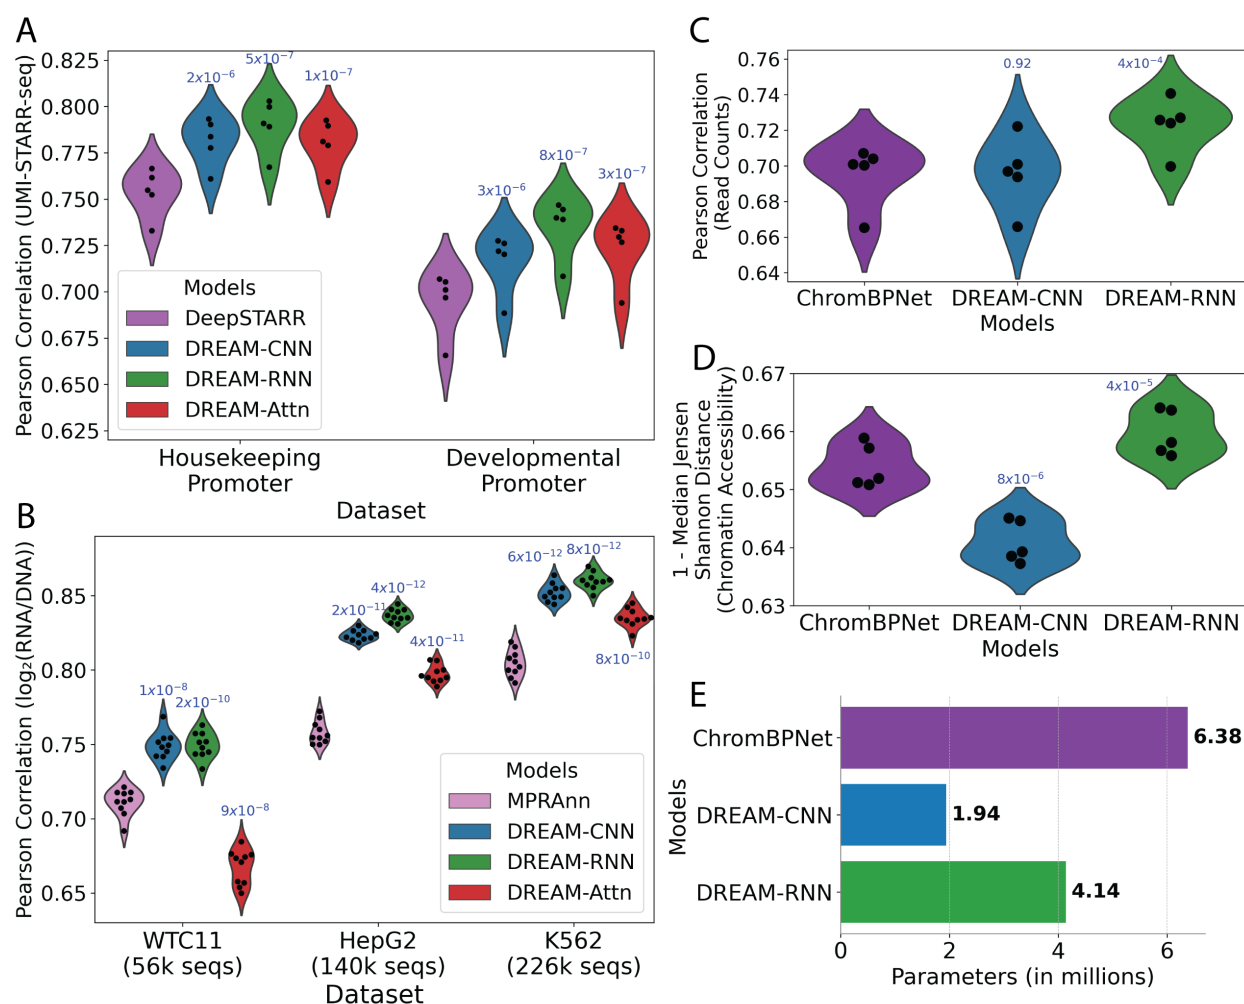 A
Pearson Correlation (UMI-STARR-seq)
0.825
0.800
0.775
0.750
0.725
0.700
0.675
0.650
0.625
2x10⁻⁶
5x10⁻⁷
1x10⁻⁷
3x10⁻⁶
8x10⁻⁷
3x10⁻⁷
Models
DeepSTARR
DREAM-CNN
DREAM-RNN
DREAM-Attn
Housekeeping
Promoter
Developmental
Promoter
Dataset
B
Pearson Correlation (log₂(RNA/DNA))
0.85
0.80
0.75
0.70
0.65
1x10⁻⁸
2x10⁻¹⁰
9x10⁻⁸
2x10⁻¹¹
4x10⁻¹²
4x10⁻¹¹
6x10⁻¹²
8x10⁻¹²
8x10⁻¹⁰
Models
MPRAnn
DREAM-CNN
DREAM-RNN
DREAM-Attn
WTC11
(56k seqs)
HepG2
(140k seqs)
K562
(226k seqs)
Dataset
C
Pearson Correlation
(Read Counts)
0.76
0.74
0.72
0.70
0.68
0.66
0.64
0.92
4x10⁻⁴
ChromBPNet
DREAM-CNN
DREAM-RNN
Models
D
1 - Median Jensen
Shannon Distance
(Chromatin Accessibility)
0.67
0.66
0.65
0.64
0.63
8x10⁻⁶
4x10⁻⁵
ChromBPNet
DREAM-CNN
DREAM-RNN
Models
E
Models
ChromBPNet
6.38
DREAM-CNN
1.94
DREAM-RNN
4.14
0
2
4
6
Parameters (in millions)